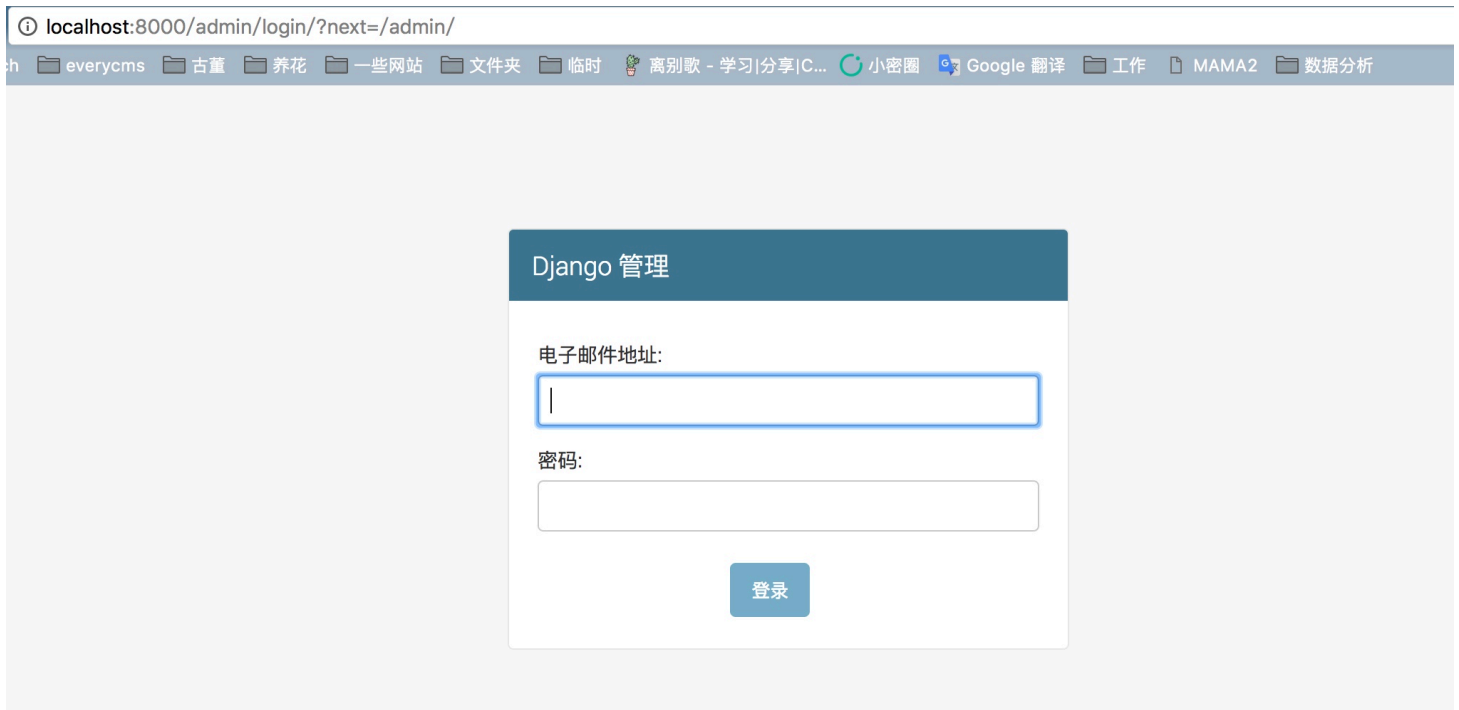 localhost:8000/admin/login/?next=/admin/
everycms 古董 养花 一些网站 文件夹 临时 离别歌 - 学习|分享|C... 小密圈 Google 翻译 工作 MAMA2 数据分析
Django 管理
电子邮件地址:
密码:
登录